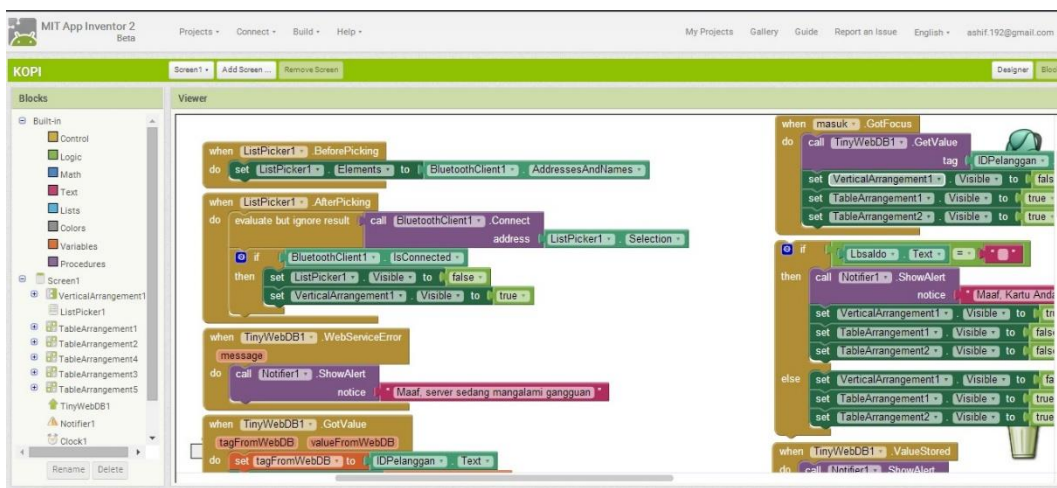 MIT App Inventor 2
Beta
Projects Connect Build Help
My Projects Gallery Guide Report an Issue English ashif.192@gmail.com
KOPI
Screen1 Add Screen ... Remove Screen
Designer Bloc
Blocks
Viewer
Built-in
Control
Logic
Math
Text
Lists
Colors
Variables
Procedures
Screen1
VerticalArrangement1
ListPicker1
TableArrangement1
TableArrangement2
TableArrangement4
TableArrangement3
TableArrangement5
TinyWebDB1
Notifier1
Clock1
Rename Delete
when ListPicker1 .BeforePicking
do set ListPicker1 . Elements to BluetoothClient1 . AddressesAndNames
when ListPicker1 .AfterPicking
do evaluate but ignore result call BluetoothClient1 .Connect
address ListPicker1 . Selection
if BluetoothClient1 . IsConnected
then set ListPicker1 . Visible to false
set VerticalArrangement1 . Visible to true
when TinyWebDB1 .WebServiceError
message
do call Notifier1 .ShowAlert
notice " Maaf, server sedang mangalami gangguan "
when TinyWebDB1 .GotValue
tagFromWebDB valueFromWebDB
do set tagFromWebDB to IDPelanggan . Text
when masuk .GotFocus
do call TinyWebDB1 .GetValue
tag IDPelanggan
set VerticalArrangement1 . Visible to fals
set TableArrangement1 . Visible to true
set TableArrangement2 . Visible to true
if Lbsaldo . Text = " "
then call Notifier1 .ShowAlert
notice " Maaf, Kartu Anda
set VerticalArrangement1 . Visible to tr
set TableArrangement1 . Visible to fals
set TableArrangement2 . Visible to fals
else set VerticalArrangement1 . Visible to fa
set TableArrangement1 . Visible to true
set TableArrangement2 . Visible to true
when TinyWebDB1 .ValueStored
do call Notifier1 .ShowAlert